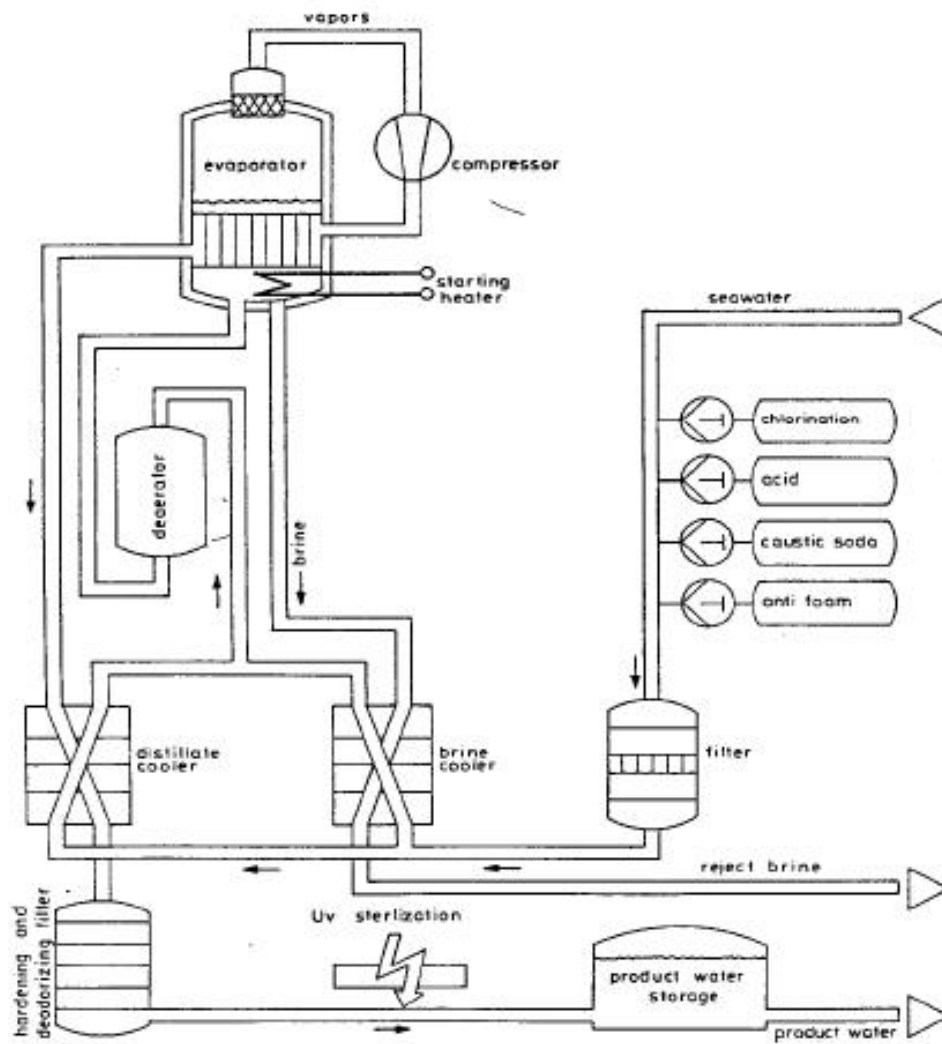 vapors
evaporator
compressor
starting
heater
seawater
chlorination
acid
caustic soda
anti foam
deaerator
brine
distillate
cooler
brine
cooler
filter
reject brine
hardening and
deodorizing filter
Uv sterlization
product water
storage
product water